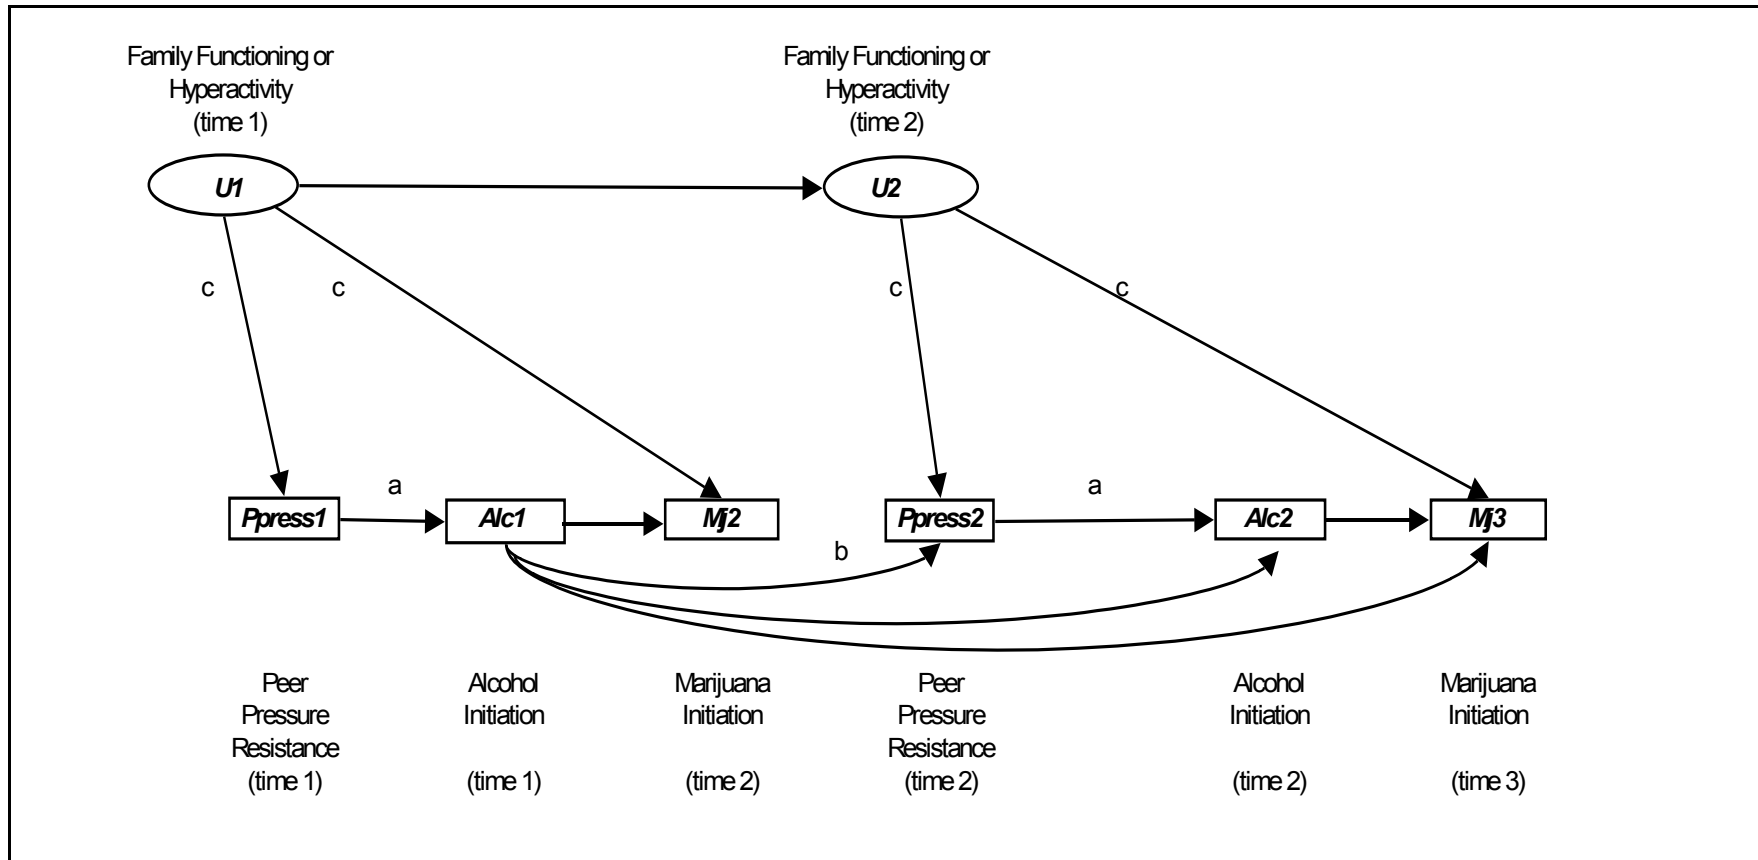 Family Functioning or
Hyperactivity
(time 1)
Family Functioning or
Hyperactivity
(time 2)
U1
U2
c
c
c
c
a
a
Ppress1
Alc1
Mj2
Ppress2
Alc2
Mj3
b
Peer
Pressure
Resistance
(time 1)
Alcohol
Initiation
(time 1)
Marijuana
Initiation
(time 2)
Peer
Pressure
Resistance
(time 2)
Alcohol
Initiation
(time 2)
Marijuana
Initiation
(time 3)